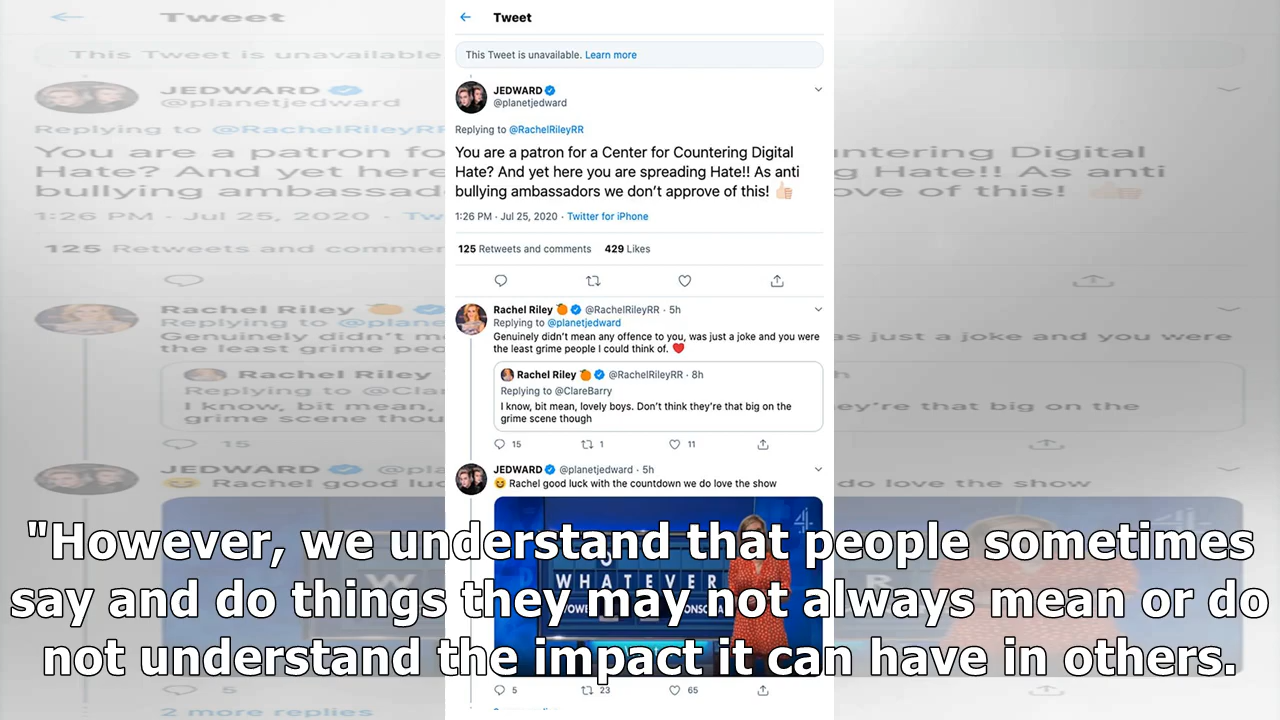 Tweet
This Tweet is unavailable. Learn more
JEDWARD
@planetjedward
Replying to @RachelRileyRR
You are a patron for a Center for Countering Digital
Hate? And yet here you are spreading Hate!! As anti
bullying ambassadors we don't approve of this! 👍🏻
1:26 PM · Jul 25, 2020 · Twitter for iPhone
125 Retweets and comments 429 Likes
Rachel Riley 🍊 @RachelRileyRR · 5h
Replying to @planetjedward
Genuinely didn't mean any offence to you, was just a joke and you were
the least grime people I could think of. ❤️
Rachel Riley 🍊 @RachelRileyRR · 8h
Replying to @ClareBarry
I know, bit mean, lovely boys. Don't think they're that big on the
grime scene though
15 1 11
JEDWARD @planetjedward · 5h
😆 Rachel good luck with the countdown we do love the show
4
WHATEVER
"However, we understand that people sometimes
say and do things they may not always mean or do
not understand the impact it can have in others.
5 23 65
2 more replies